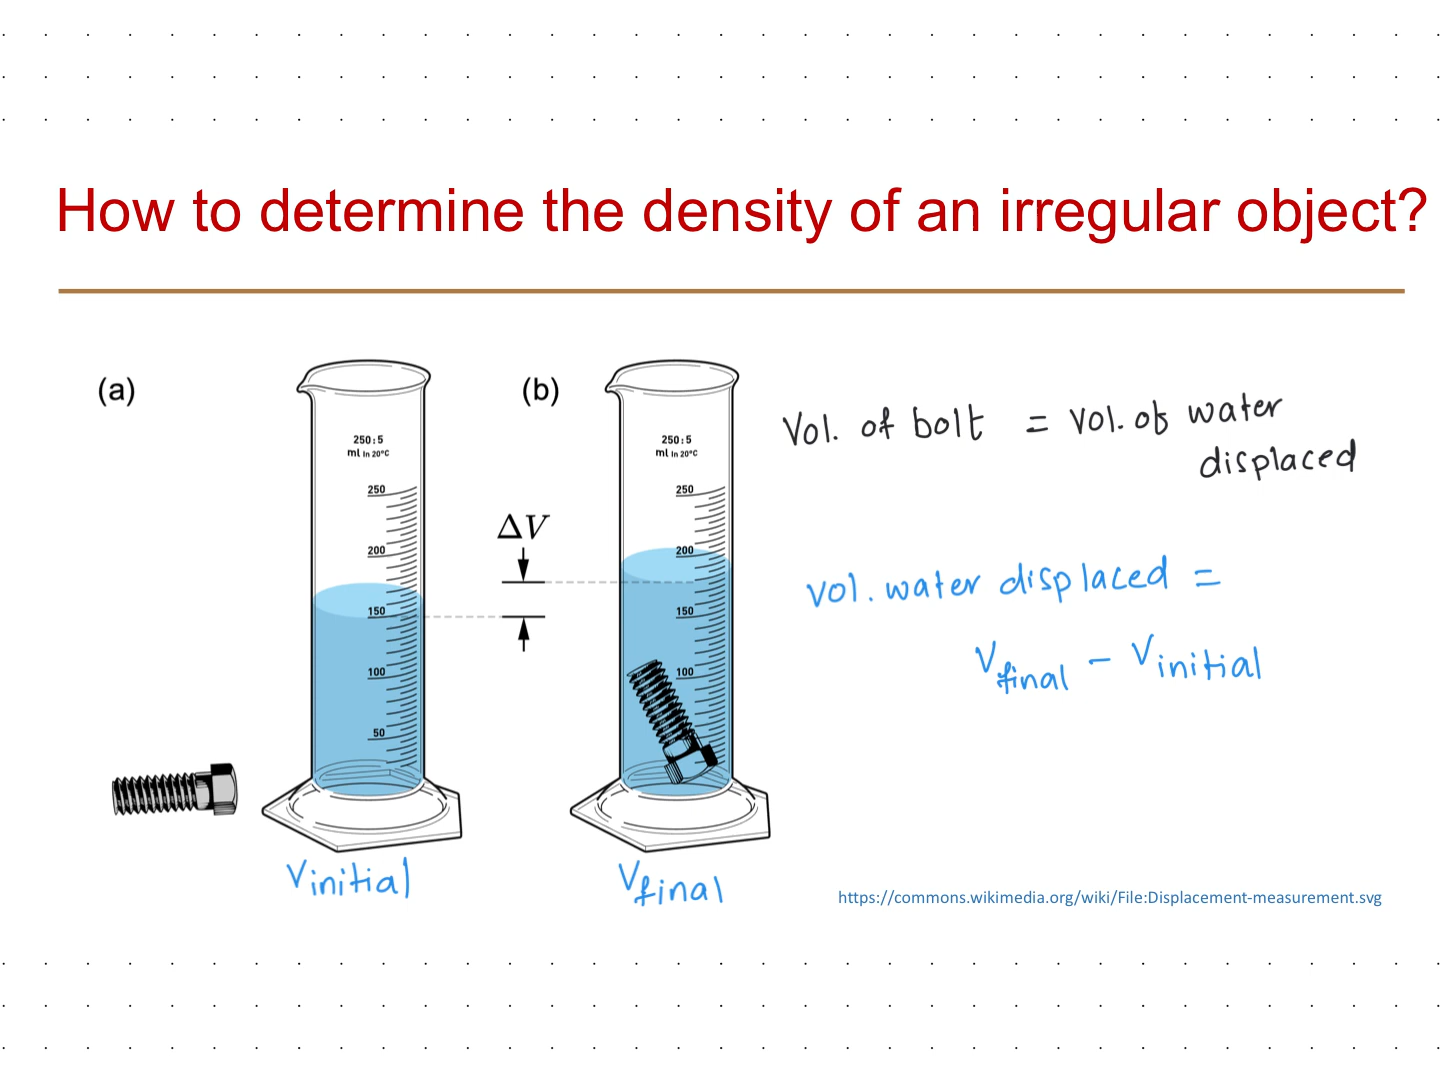 How to determine the density of an irregular object?
(a)
250:5
ml In 20°C
250
200
150
100
50
Vinitial
ΔV
(b)
250:5
ml In 20°C
250
200
150
100
Vfinal
Vol. of bolt = Vol. of water
displaced
Vol. water displaced =
Vfinal - Vinitial
https://commons.wikimedia.org/wiki/File:Displacement-measurement.svg